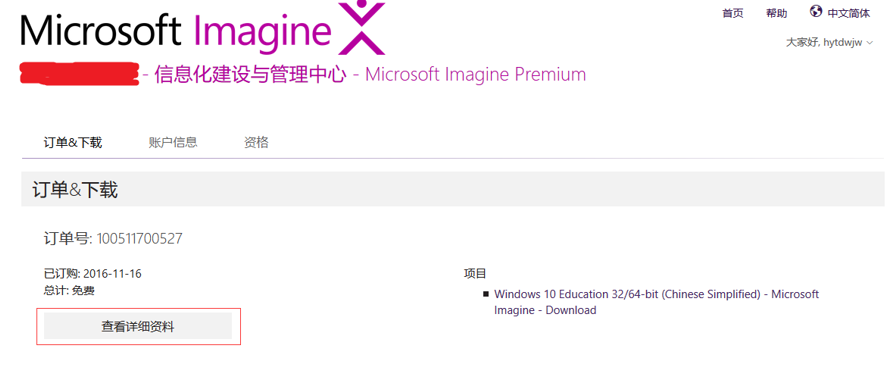 首页 帮助 中文简体
Microsoft Imagine
大家好, hytdwjw
- 信息化建设与管理中心 - Microsoft Imagine Premium
订单&下载 账户信息 资格
订单&下载
订单号: 100511700527
已订购: 2016-11-16
总计: 免费
查看详细资料
项目
Windows 10 Education 32/64-bit (Chinese Simplified) - Microsoft
Imagine - Download